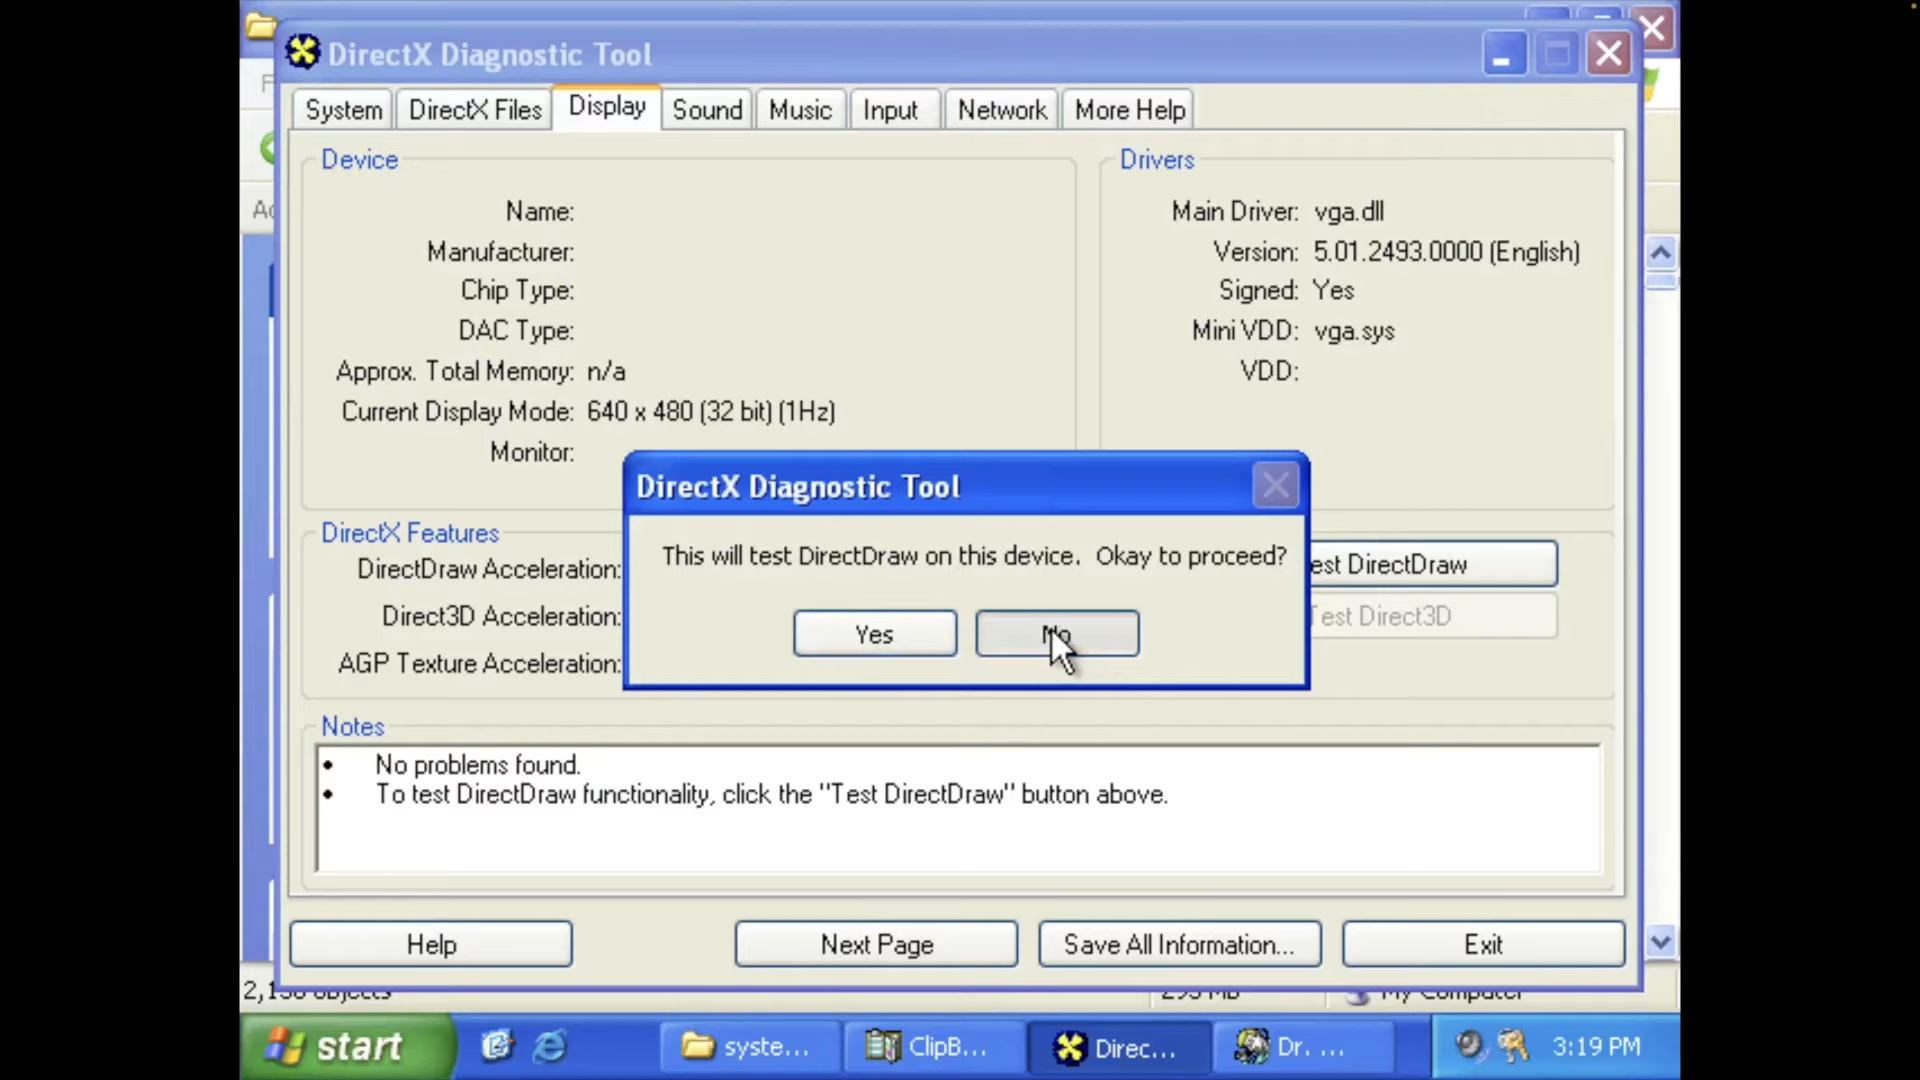 DirectX Diagnostic Tool
System DirectX Files Display Sound Music Input Network More Help
Device
Name:
Manufacturer:
Chip Type:
DAC Type:
Approx. Total Memory: n/a
Current Display Mode: 640 x 480 (32 bit) (1Hz)
Monitor:
Drivers
Main Driver: vga.dll
Version: 5.01.2493.0000 (English)
Signed: Yes
Mini VDD: vga.sys
VDD:
DirectX Features
DirectDraw Acceleration:
Direct3D Acceleration:
AGP Texture Acceleration:
est DirectDraw
Test Direct3D
DirectX Diagnostic Tool
This will test DirectDraw on this device. Okay to proceed?
Yes No
Notes
• No problems found.
• To test DirectDraw functionality, click the "Test DirectDraw" button above.
Help Next Page Save All Information... Exit
My Computer
start syste... ClipB... Direc... Dr. ... 3:19 PM